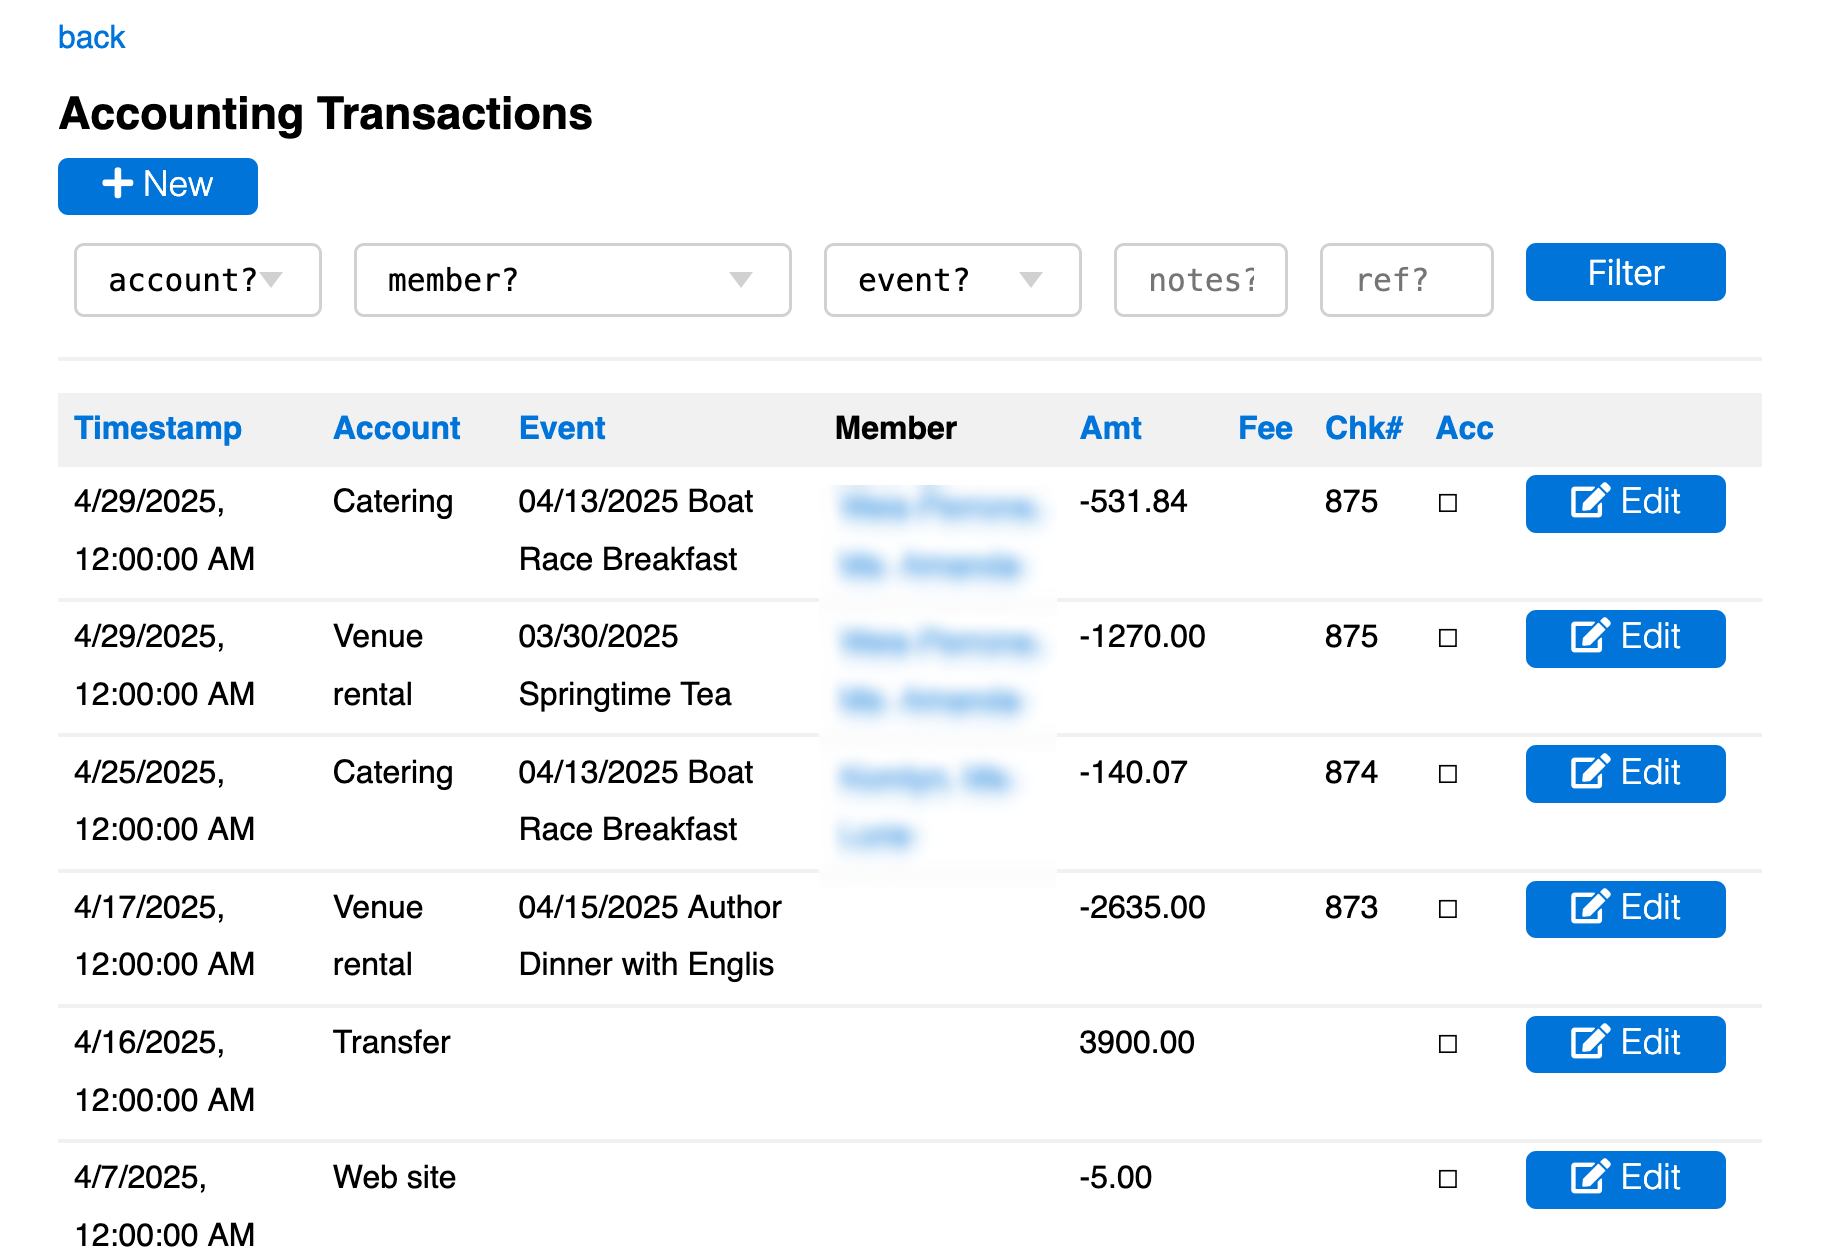 back
Accounting Transactions
New
account? member? event? notes? ref? Filter
Timestamp Account Event Member Amt Fee Chk# Acc
4/29/2025, Catering 04/13/2025 Boat -531.84 875 Edit
12:00:00 AM Race Breakfast
4/29/2025, Venue 03/30/2025 -1270.00 875 Edit
12:00:00 AM rental Springtime Tea
4/25/2025, Catering 04/13/2025 Boat -140.07 874 Edit
12:00:00 AM Race Breakfast
4/17/2025, Venue 04/15/2025 Author -2635.00 873 Edit
12:00:00 AM rental Dinner with Englis
4/16/2025, Transfer 3900.00 Edit
12:00:00 AM
4/7/2025, Web site -5.00 Edit
12:00:00 AM